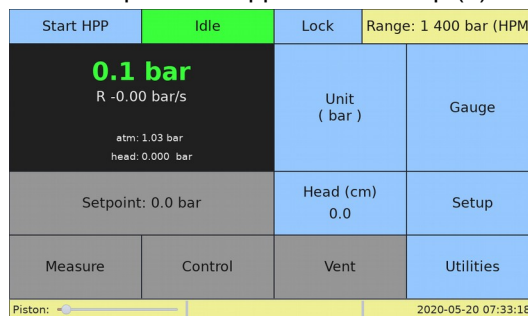 Start HPP
Idle
Lock
Range: 1 400 bar (HPM
0.1 bar
R -0.00 bar/s
atm: 1.03 bar
head: 0.000 bar
Unit
( bar )
Gauge
Setpoint: 0.0 bar
Head (cm)
0.0
Setup
Measure
Control
Vent
Utilities
Piston:
2020-05-20 07:33:18